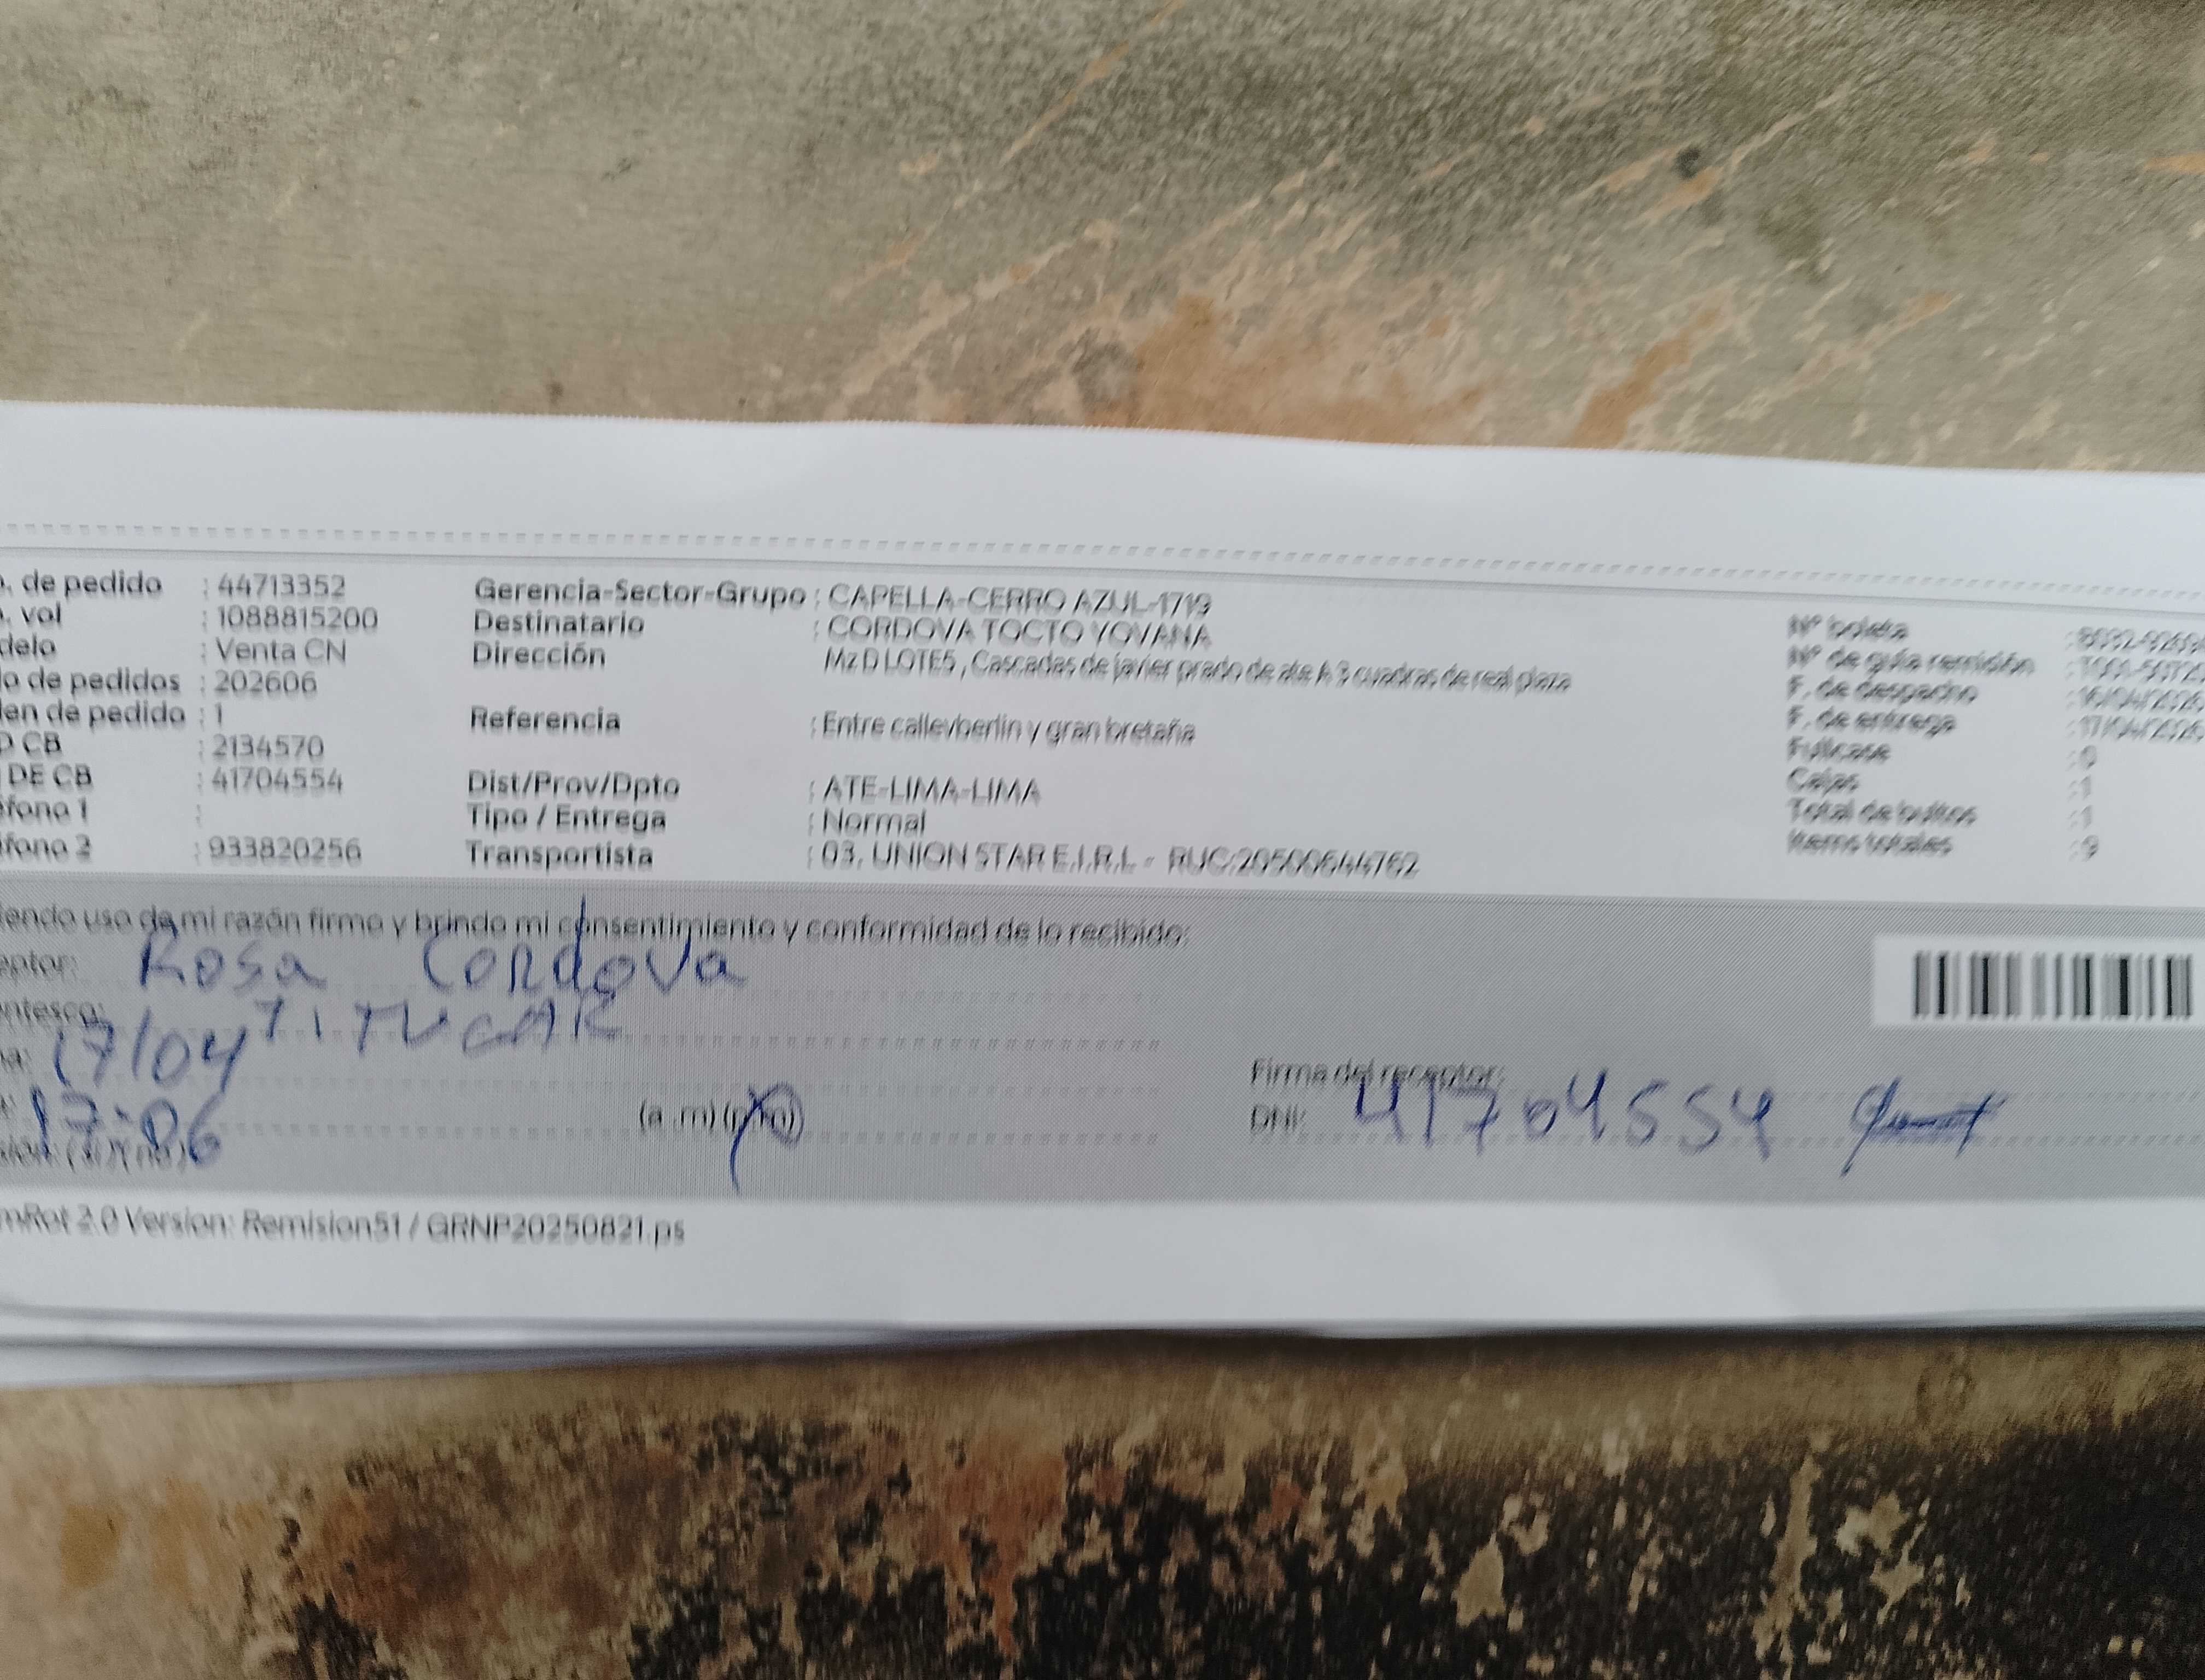 . de pedido : 44713352
. vol : 1088815200
delo : Venta CN
o de pedidos : 202606
den de pedido : 1
D CB : 2134570
DE CB : 41704554
éfono 1 :
éfono 2 : 933820256
Gerencia-Sector-Grupo : CAPELLA-CERRO AZUL-1719
Destinatario : CORDOVA TOCTO YOVANA
Dirección Mz D LOTE5 , Cascadas de javier prado de ate A 3 cuadras de real plaza
Referencia : Entre callevberlin y gran bretaña
Dist/Prov/Dpto : ATE-LIMA-LIMA
Tipo / Entrega : Normal
Transportista : 03. UNION STAR E.I.R.L - RUC:20500644762
Nº boleta
Nº de guía remisión
F. de despacho
F. de entrega
Fullcase : 0
Cajas : 1
Total de bultos : 1
Items totales : 9
iendo uso de mi razón firmo y brindo mi consentimiento y conformidad de lo recibido:
eptor: Rosa Cordova
entesco: TITUCAR
ha: 17/04
17:06 (a .m) (p.m)
Firma del receptor:
DNI: 41704554
mRot 2.0 Version: Remision51 / GRNP20250821.ps